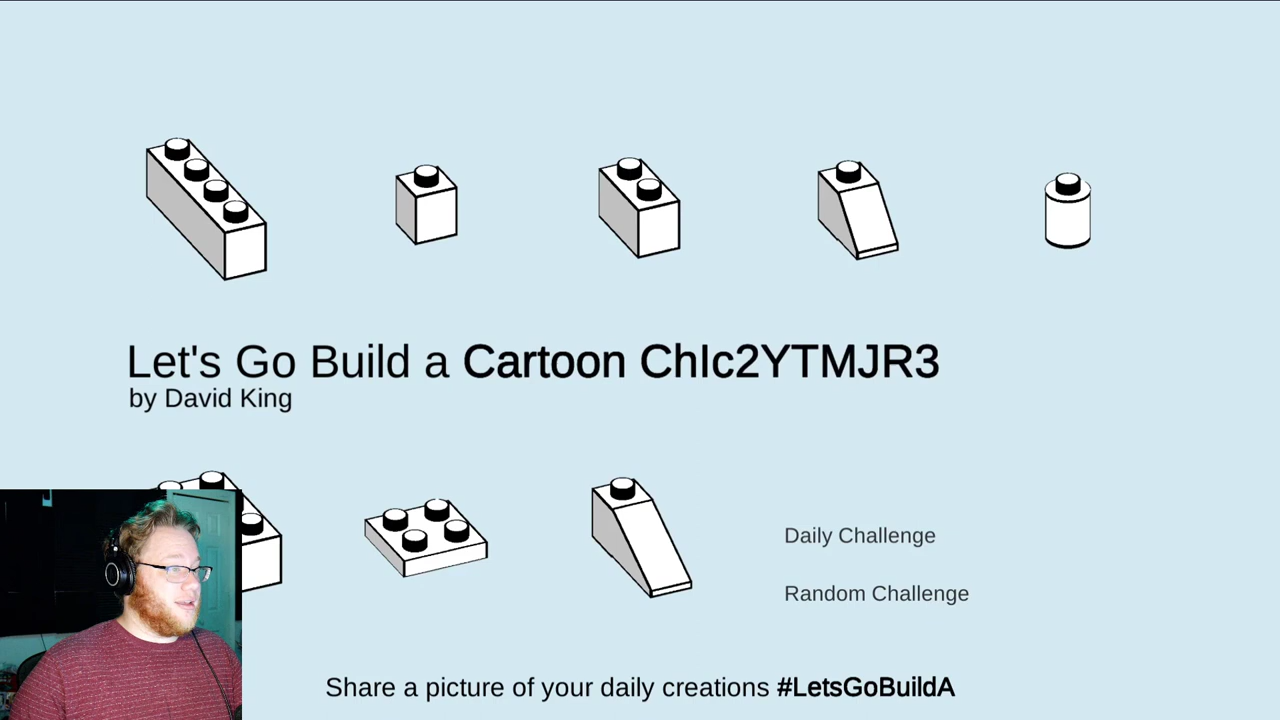 Let's Go Build a Cartoon ChIc2YTMJR3
by David King
Daily Challenge
Random Challenge
Share a picture of your daily creations #LetsGoBuildA